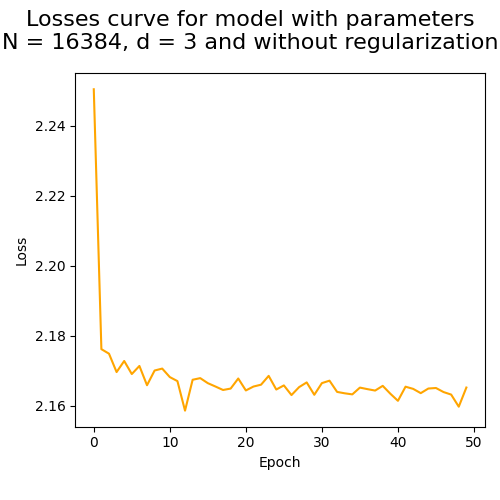 Losses curve for model with parameters
N = 16384, d = 3 and without regularization
2.24
2.22
2.20
2.18
2.16
Loss
0 10 20 30 40 50
Epoch